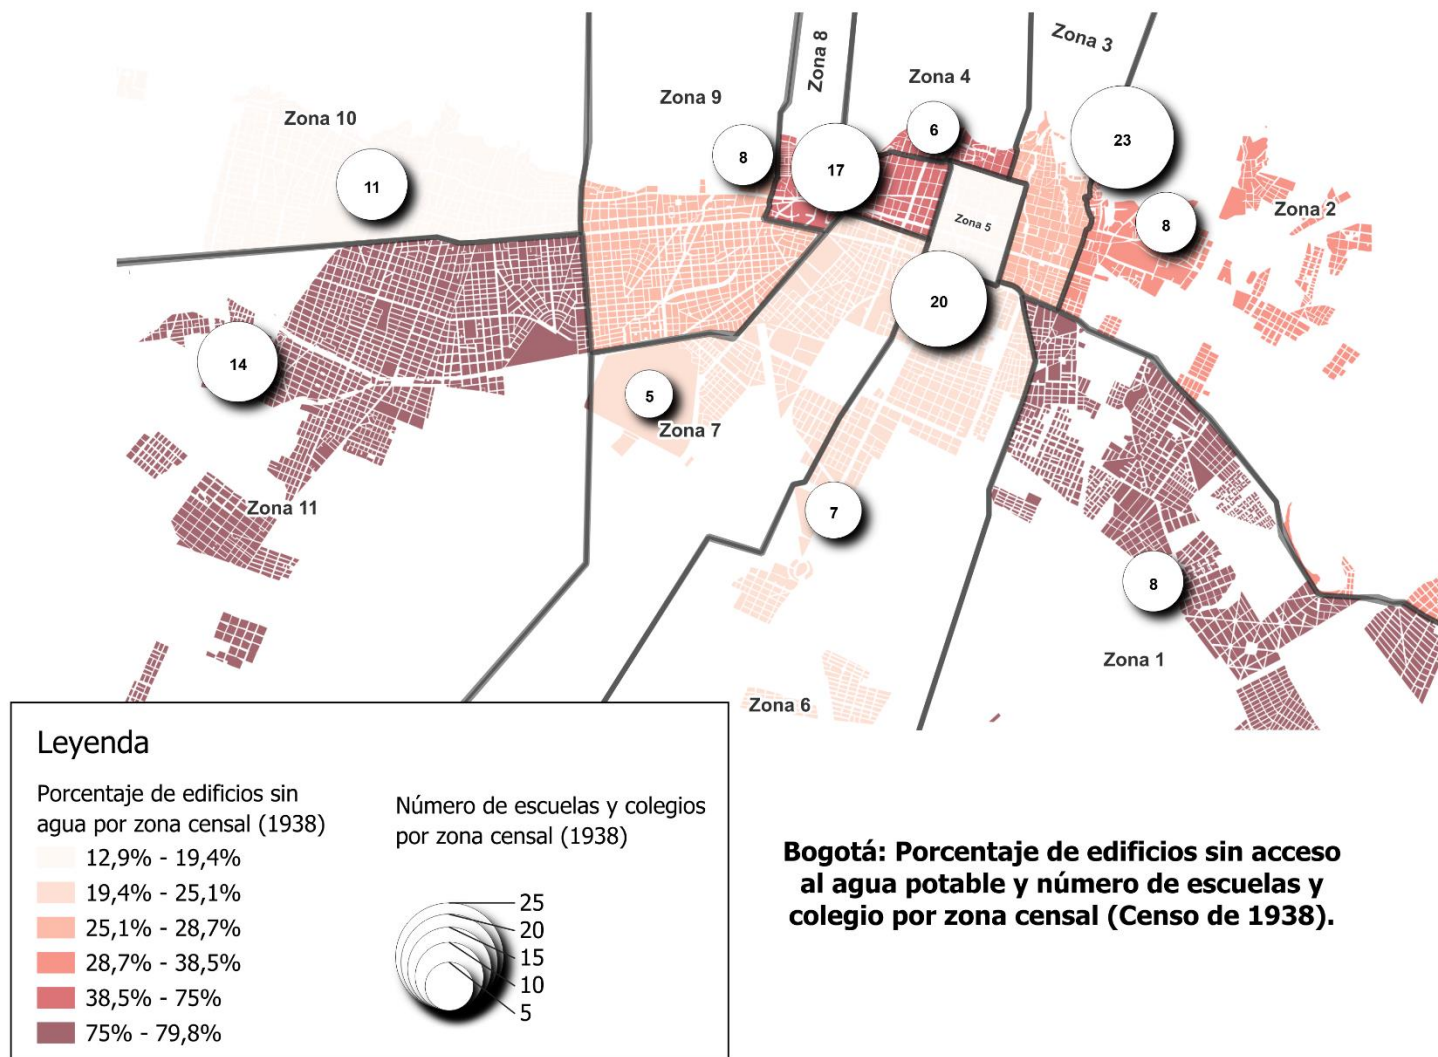 Zona 8
Zona 3
Zona 4
Zona 9
Zona 10
6
23
8
17
11
Zona 2
Zona 5
8
20
14
5
Zona 7
Zona 11
7
8
Zona 1
Zona 6
Leyenda
Porcentaje de edificios sin
agua por zona censal (1938)
12,9% - 19,4%
19,4% - 25,1%
25,1% - 28,7%
28,7% - 38,5%
38,5% - 75%
75% - 79,8%
Número de escuelas y colegios
por zona censal (1938)
25
20
15
10
5
Bogotá: Porcentaje de edificios sin acceso
al agua potable y número de escuelas y
colegio por zona censal (Censo de 1938).